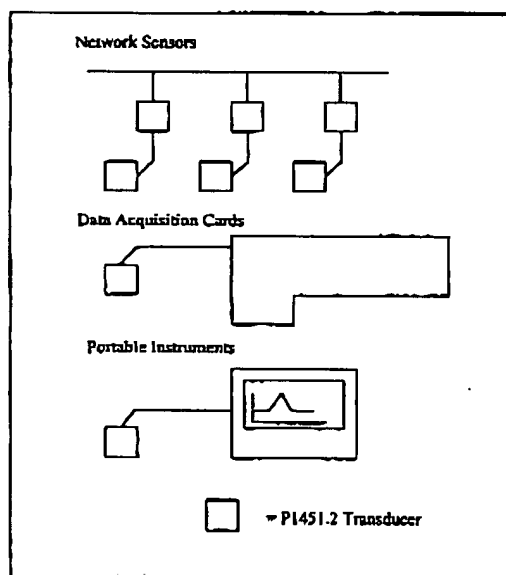 Network Sensors
Data Acquisition Cards
Portable Instruments
= P1451.2 Transducer